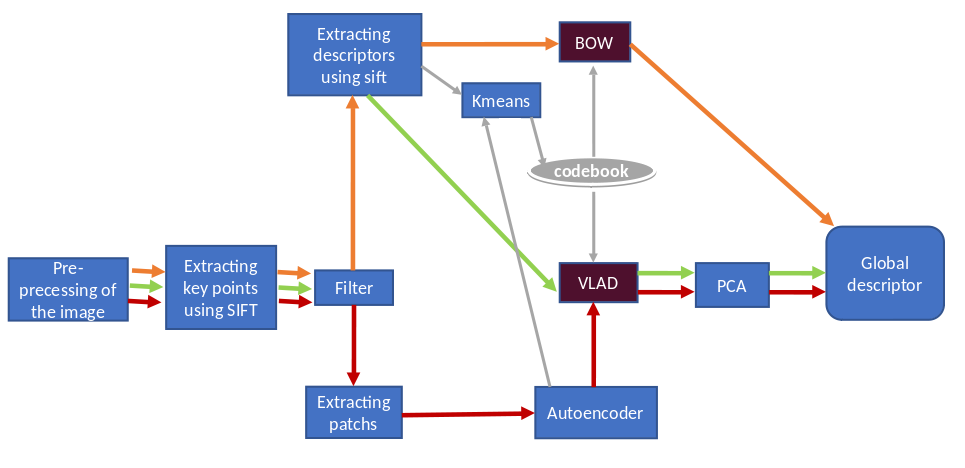 Extracting
descriptors
using sift
BOW
Kmeans
codebook
Pre-
precessing of
the image
Extracting
key points
using SIFT
Filter
VLAD
PCA
Global
descriptor
Extracting
patchs
Autoencoder